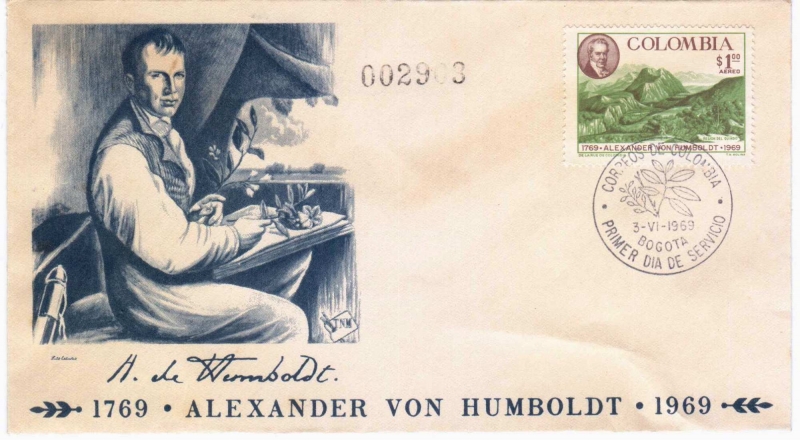 002903
COLOMBIA
$1.00
AEREO
1769 • ALEXANDER VON HUMBOLDT • 1969
CORREOS DE COLOMBIA
3-VI-1969
BOGOTA
• PRIMER DIA DE SERVICIO •
TNM
A. de Humboldt.
1769 • ALEXANDER VON HUMBOLDT • 1969